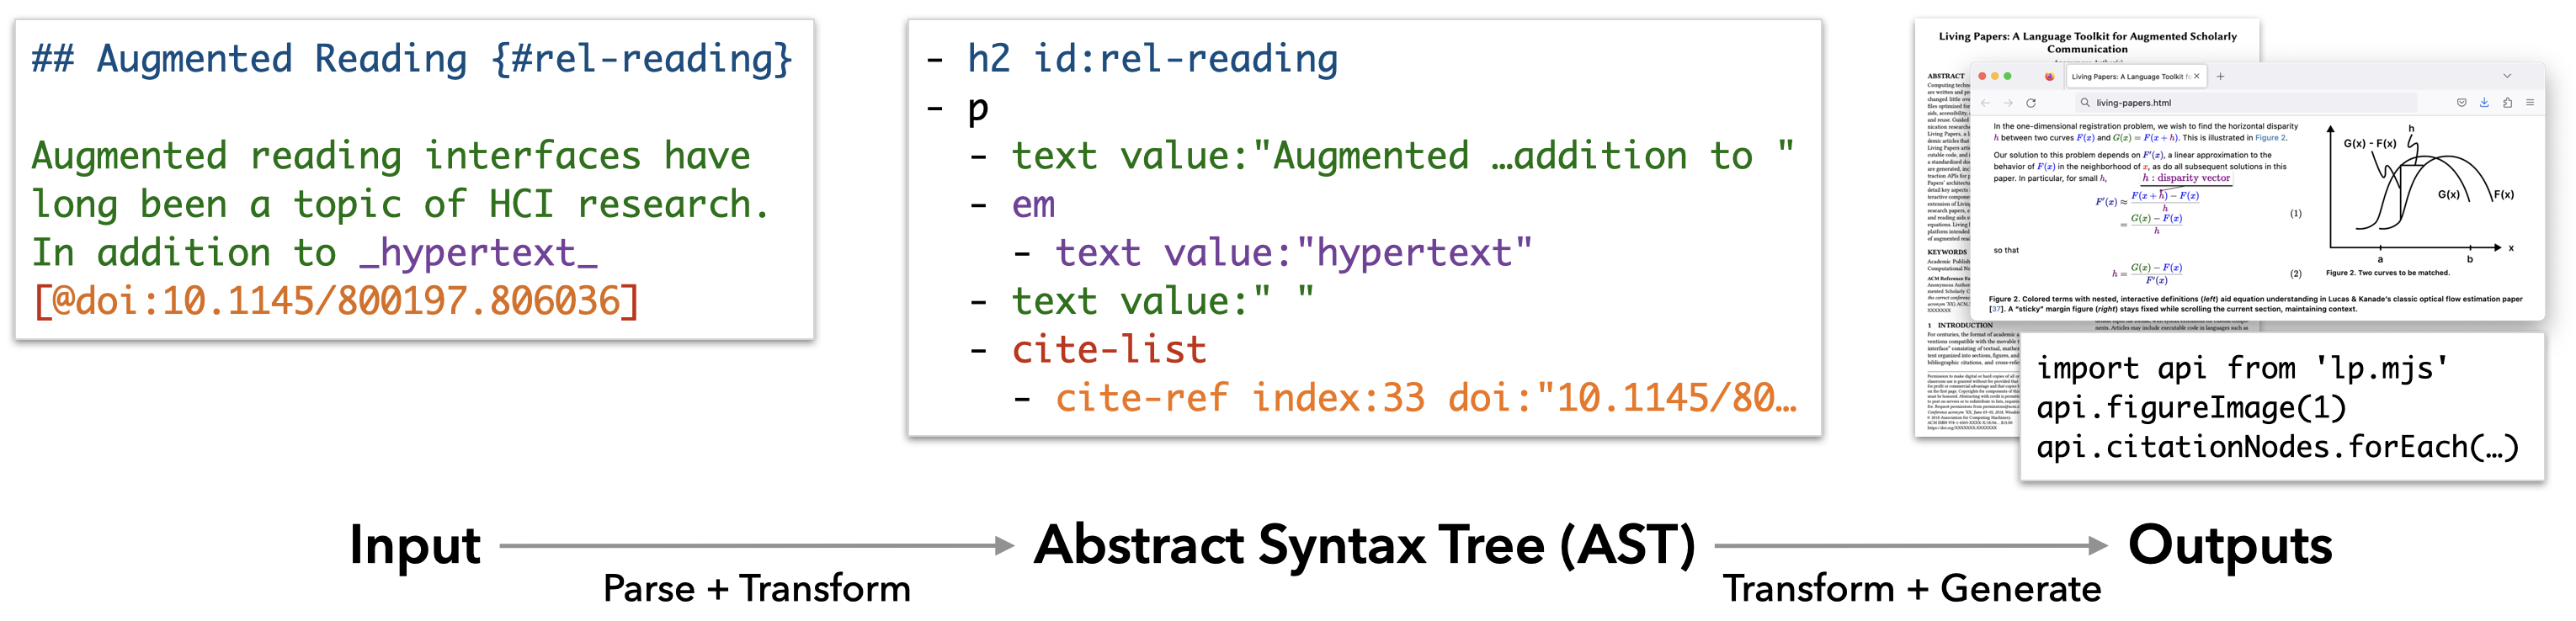 ## Augmented Reading {#rel-reading}
Augmented reading interfaces have
long been a topic of HCI research.
In addition to _hypertext_
[@doi:10.1145/800197.806036]
- h2 id:rel-reading
- p
- text value:"Augmented …addition to "
- em
- text value:"hypertext"
- text value:" "
- cite-list
- cite-ref index:33 doi:"10.1145/80…
Living Papers: A Language Toolkit for Augmented Scholarly
Communication
ABSTRACT
KEYWORDS
1 INTRODUCTION
Living Papers: A Language Toolkit fo
living-papers.html
In the one-dimensional registration problem, we wish to find the horizontal disparity
h between two curves F(x) and G(x) = F(x + h). This is illustrated in Figure 2.
Our solution to this problem depends on F'(x), a linear approximation to the
behavior of F(x) in the neighborhood of x, as do all subsequent solutions in this
paper. In particular, for small h,
h : disparity vector
F'(x) ≈ F(x + h) − F(x) / h
(1)
= G(x) − F(x) / h
so that
h = G(x) − F(x) / F'(x)
(2)
h
G(x) - F(x)
G(x)
F(x)
x
a
b
Figure 2. Two curves to be matched.
Figure 2. Colored terms with nested, interactive definitions (left) aid equation understanding in Lucas & Kanade's classic optical flow estimation paper
[37]. A "sticky" margin figure (right) stays fixed while scrolling the current section, maintaining context.
import api from 'lp.mjs'
api.figureImage(1)
api.citationNodes.forEach(…)
Input
Parse + Transform
Abstract Syntax Tree (AST)
Transform + Generate
Outputs